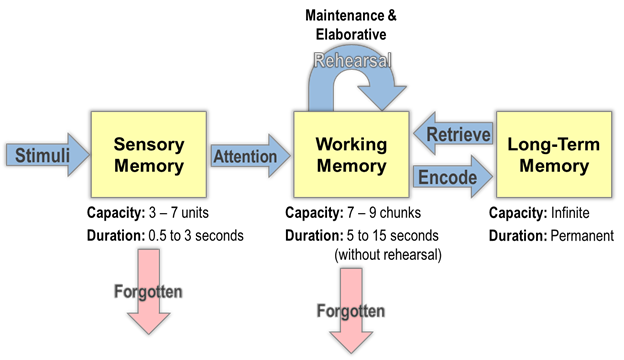 Maintenance &
Elaborative
Rehearsal
Stimuli
Sensory
Memory
Attention
Working
Memory
Retrieve
Encode
Long-Term
Memory
Capacity: 3 – 7 units
Duration: 0.5 to 3 seconds
Capacity: 7 – 9 chunks
Duration: 5 to 15 seconds
(without rehearsal)
Capacity: Infinite
Duration: Permanent
Forgotten
Forgotten